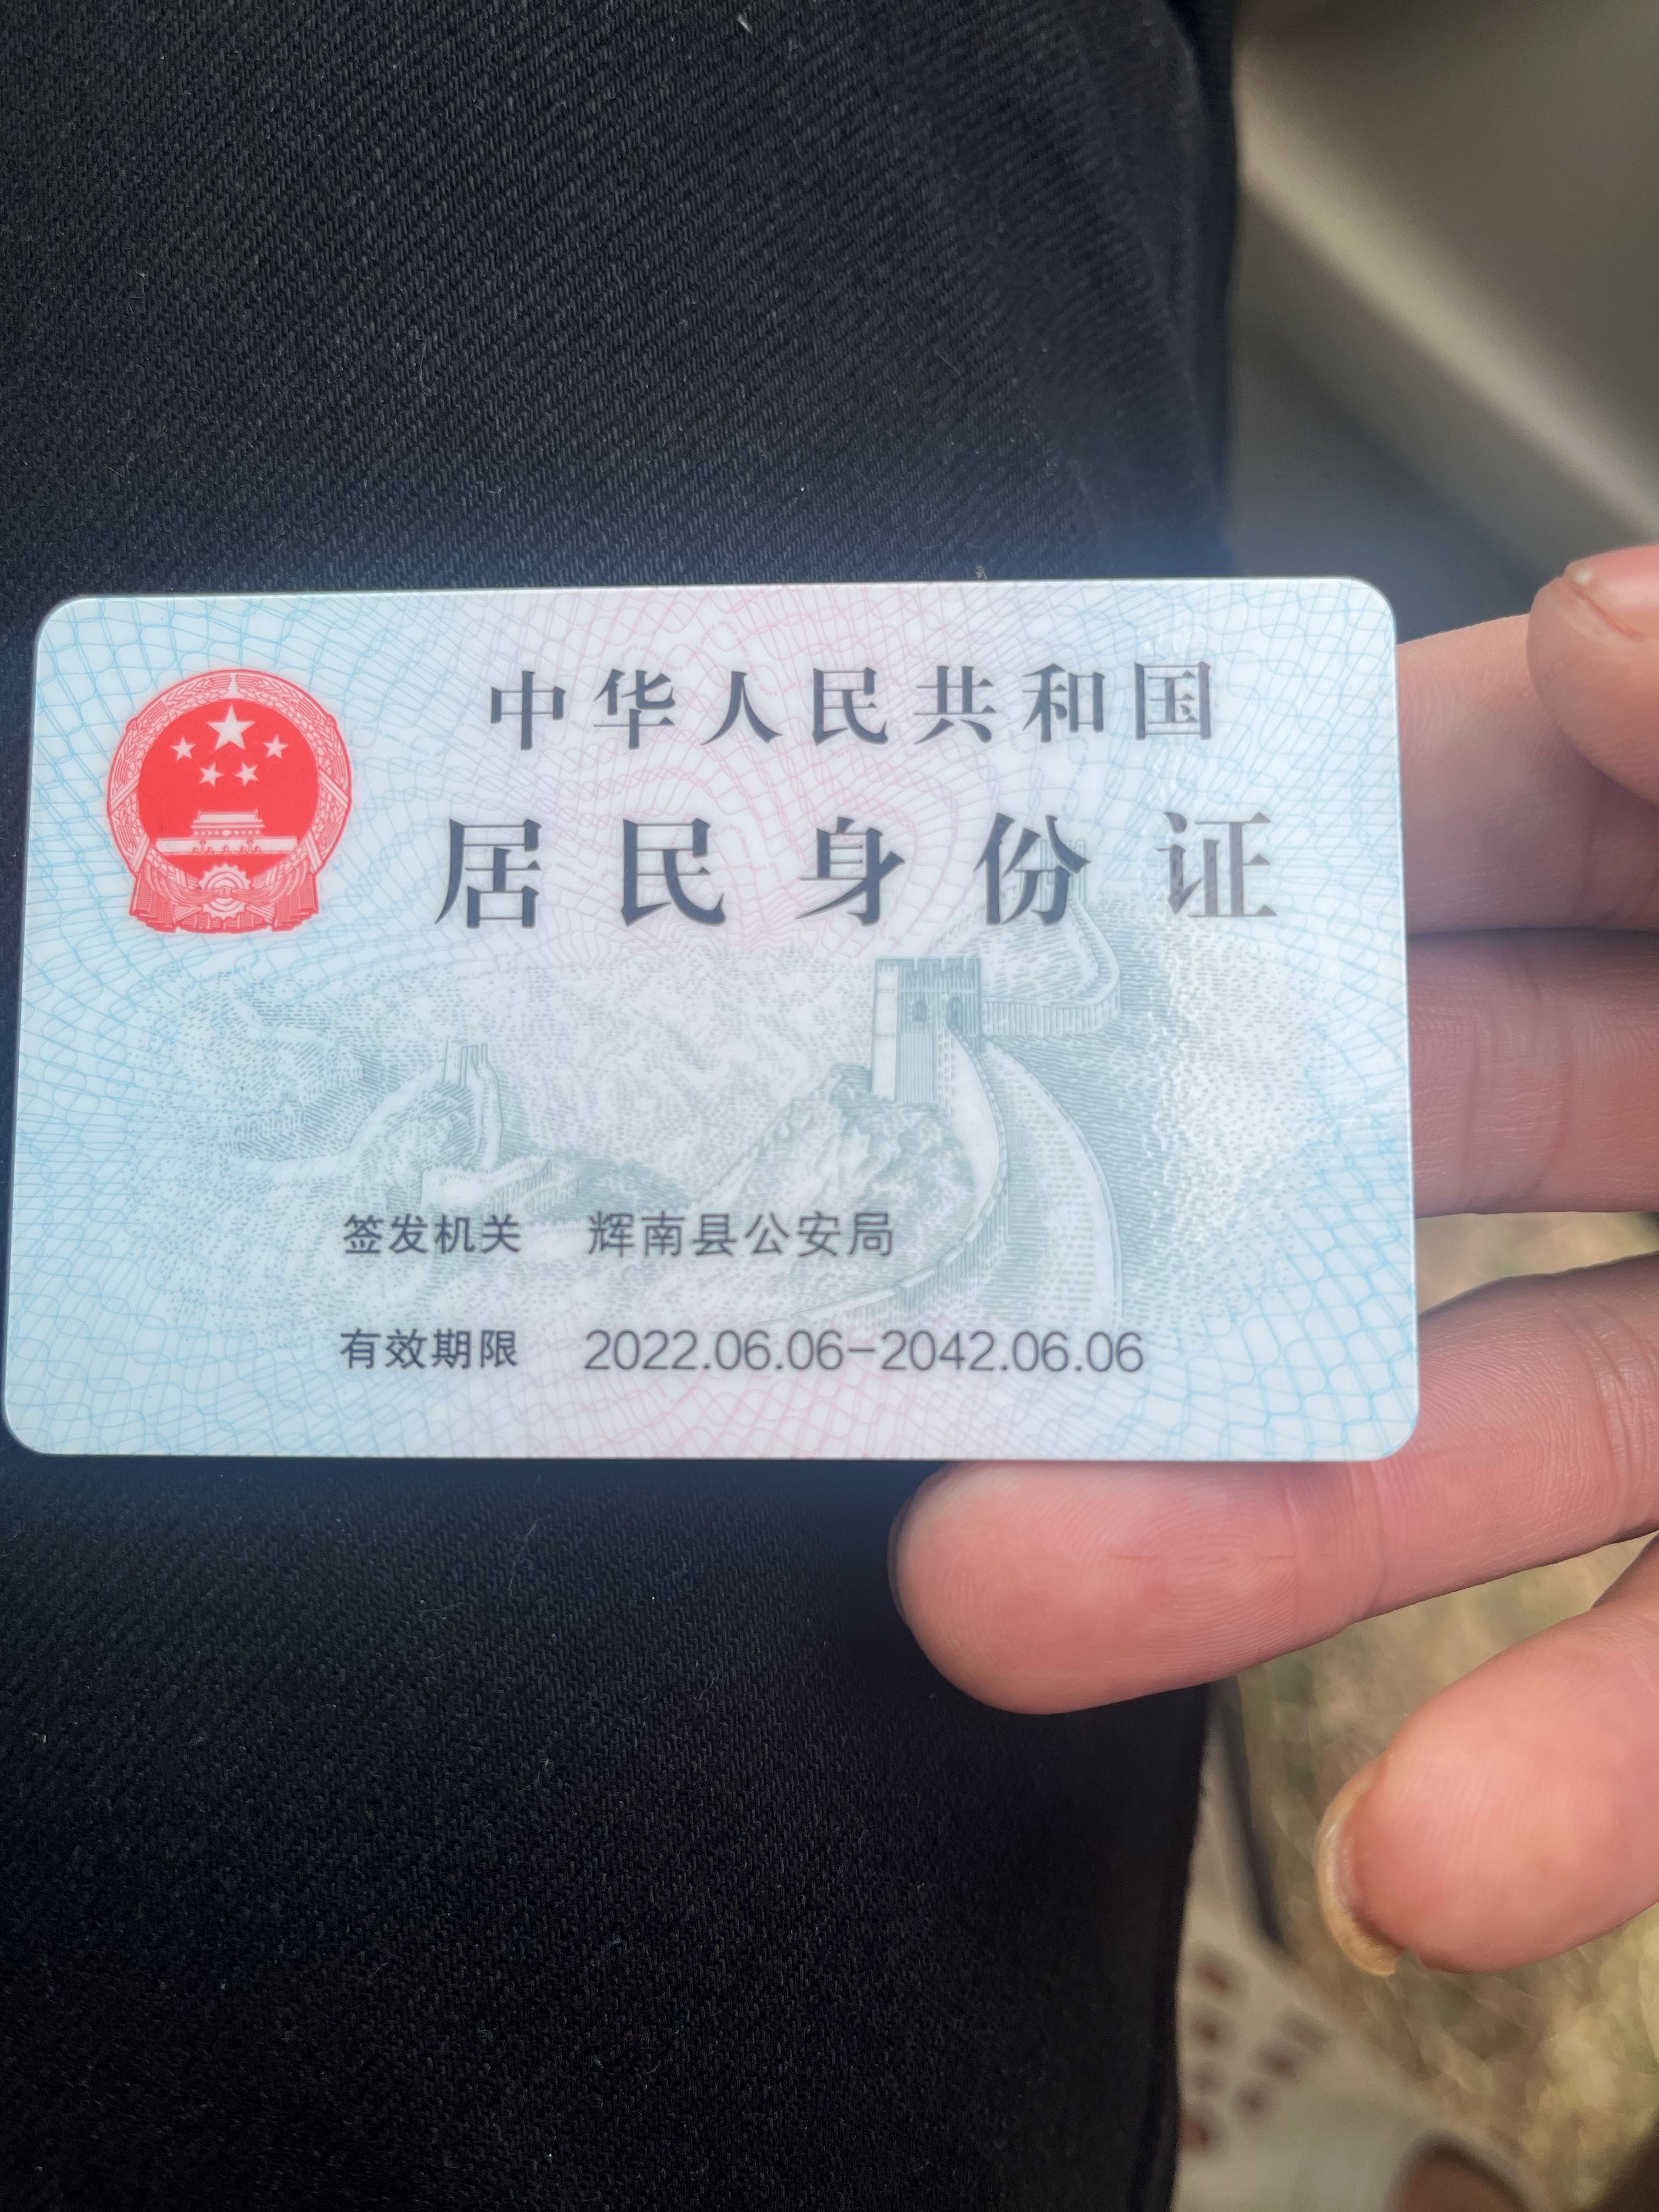 中华人民共和国
居民身份证
签发机关 辉南县公安局
有效期限 2022.06.06-2042.06.06